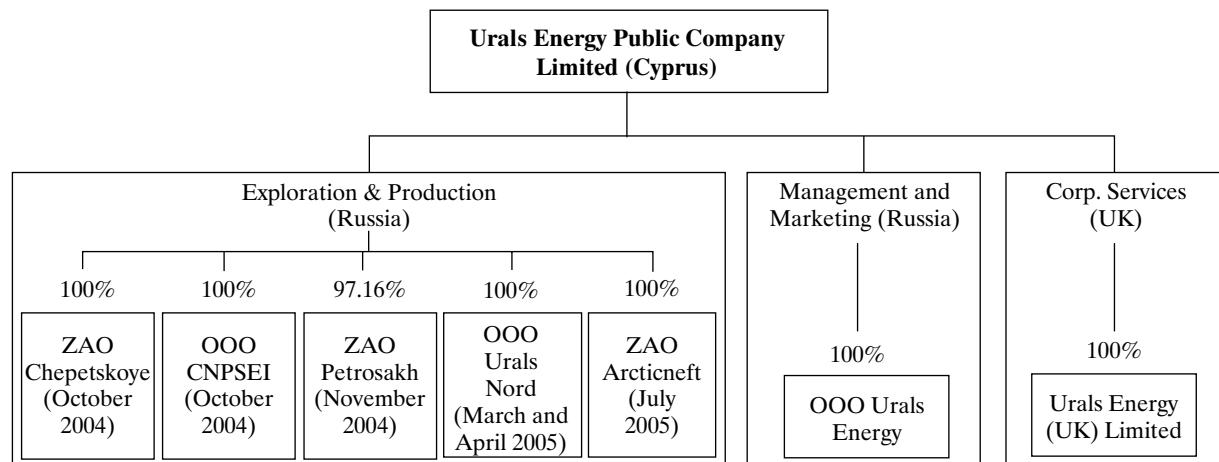 Urals Energy Public Company
Limited (Cyprus)
Exploration & Production
(Russia)
100%
100%
97.16%
100%
100%
ZAO
Chepetskoye
(October
2004)
OOO
CNPSEI
(October
2004)
ZAO
Petrosakh
(November
2004)
OOO
Urals
Nord
(March and
April 2005)
ZAO
Arcticneft
(July
2005)
Management and
Marketing (Russia)
100%
OOO Urals
Energy
Corp. Services
(UK)
100%
Urals Energy
(UK) Limited